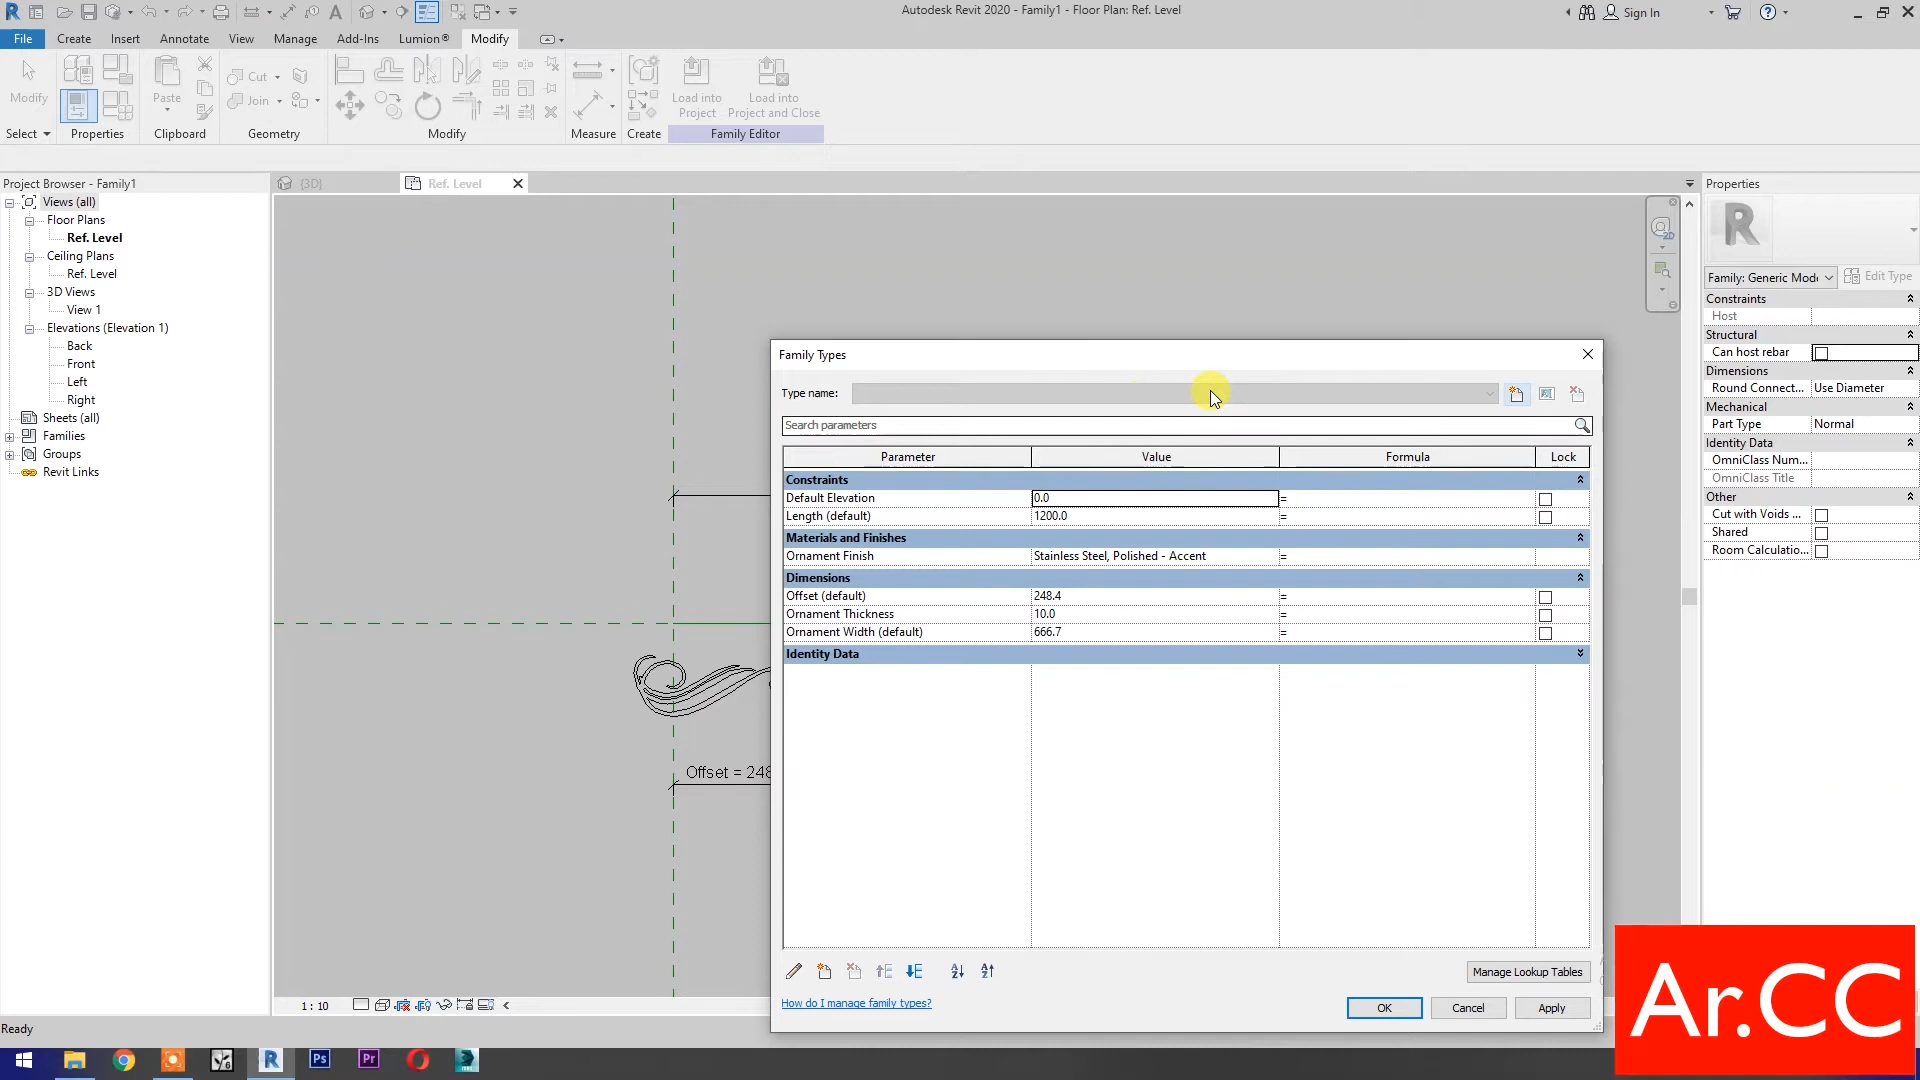 Autodesk Revit 2020 - Family1 - Floor Plan: Ref. Level
Sign In
File Create Insert Annotate View Manage Add-Ins Lumion® Modify
Modify
Paste
Cut
Join
Load into Project
Load into Project and Close
Select Properties Clipboard Geometry Modify Measure Create Family Editor
Project Browser - Family1
Views (all)
Floor Plans
Ref. Level
Ceiling Plans
Ref. Level
3D Views
View 1
Elevations (Elevation 1)
Back
Front
Left
Right
Sheets (all)
Families
Groups
Revit Links
{3D}
Ref. Level
2D
Offset = 248
Family Types
Type name:
Search parameters
Parameter Value Formula Lock
Constraints
Default Elevation 0.0 =
Length (default) 1200.0 =
Materials and Finishes
Ornament Finish Stainless Steel, Polished - Accent =
Dimensions
Offset (default) 248.4 =
Ornament Thickness 10.0 =
Ornament Width (default) 666.7 =
Identity Data
Manage Lookup Tables
How do I manage family types?
OK Cancel Apply
Properties
R
Family: Generic Mode Edit Type
Constraints
Host
Structural
Can host rebar
Dimensions
Round Connect... Use Diameter
Mechanical
Part Type Normal
Identity Data
OmniClass Num...
OmniClass Title
Other
Cut with Voids ...
Shared
Room Calculatio...
1 : 10
Ready
R Ps Pr
Ar.CC